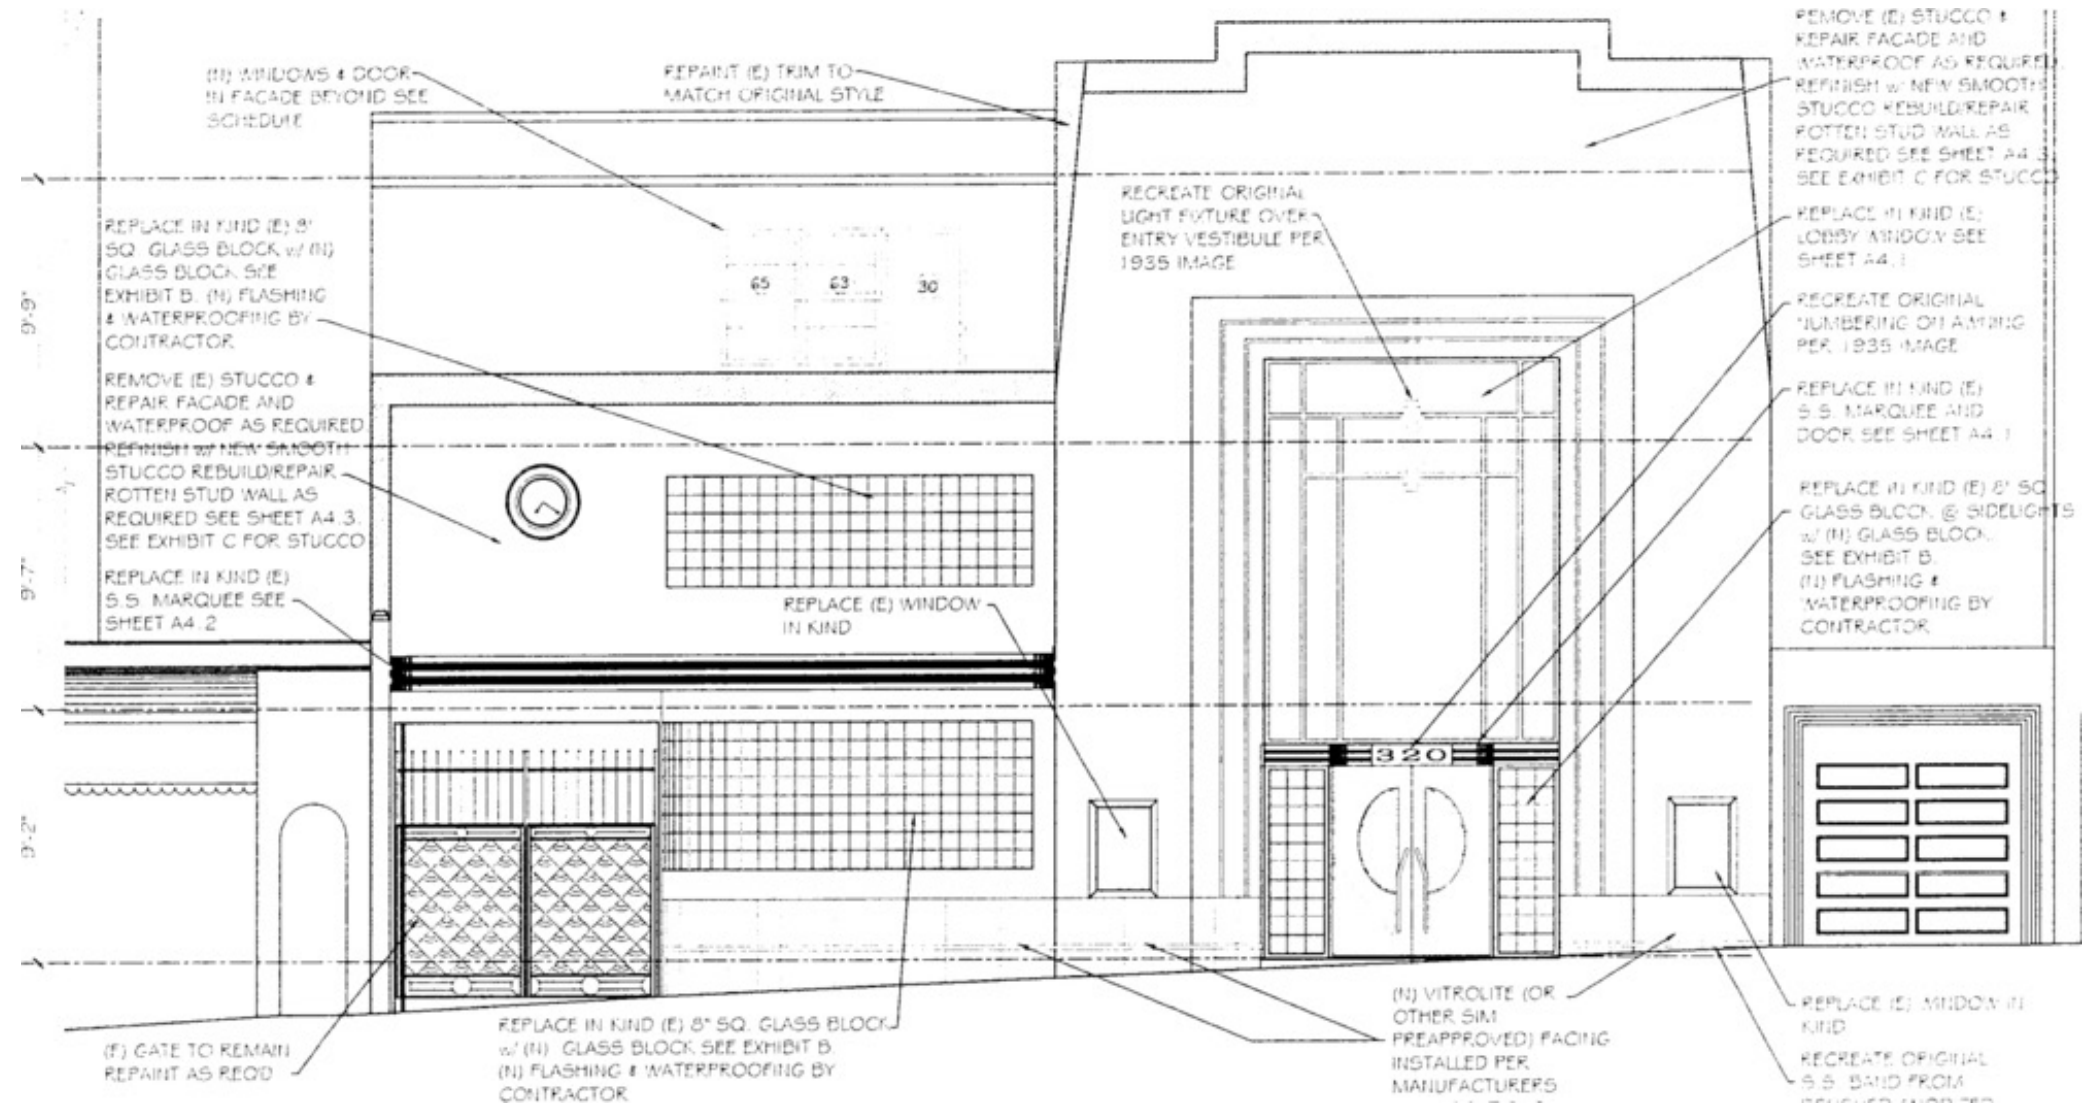 (N) WINDOWS & DOOR
IN FACADE BEYOND SEE
SCHEDULE
REPAINT (E) TRIM TO
MATCH ORIGINAL STYLE
REMOVE (E) STUCCO &
REPAIR FACADE AND
WATERPROOF AS REQUIRED.
REFINISH w/ NEW SMOOTH
STUCCO REBUILD/REPAIR
ROTTEN STUD WALL AS
REQUIRED SEE SHEET A4.3.
SEE EXHIBIT C FOR STUCCO
RECREATE ORIGINAL
LIGHT FIXTURE OVER
ENTRY VESTIBULE PER
1935 IMAGE
REPLACE IN KIND (E)
LOBBY WINDOW SEE
SHEET A4.1
REPLACE IN KIND (E) 8"
SQ. GLASS BLOCK w/ (N)
GLASS BLOCK SEE
EXHIBIT B. (N) FLASHING
& WATERPROOFING BY
CONTRACTOR
65
63
30
9'-9"
RECREATE ORIGINAL
NUMBERING ON AWNING
PER 1935 IMAGE
REMOVE (E) STUCCO &
REPAIR FACADE AND
WATERPROOF AS REQUIRED
REFINISH w/ NEW SMOOTH
STUCCO REBUILD/REPAIR
ROTTEN STUD WALL AS
REQUIRED SEE SHEET A4.3.
SEE EXHIBIT C FOR STUCCO
REPLACE IN KIND (E)
S.S. MARQUEE AND
DOOR SEE SHEET A4.1
REPLACE IN KIND (E) 8" SQ
GLASS BLOCK @ SIDELIGHTS
w/ (N) GLASS BLOCK
SEE EXHIBIT B.
(N) FLASHING &
WATERPROOFING BY
CONTRACTOR
9'-7"
REPLACE IN KIND (E)
S.S. MARQUEE SEE
SHEET A4.2
REPLACE (E) WINDOW
IN KIND
320
9'-2"
(E) GATE TO REMAIN
REPAINT AS REQ'D
REPLACE IN KIND (E) 8" SQ. GLASS BLOCK
w/ (N) GLASS BLOCK SEE EXHIBIT B.
(N) FLASHING & WATERPROOFING BY
CONTRACTOR
(N) VITROLITE (OR
OTHER SIM
PREAPPROVED) FACING
INSTALLED PER
MANUFACTURERS
REPLACE (E) WINDOW IN
KIND
RECREATE ORIGINAL
S.S. BAND FROM